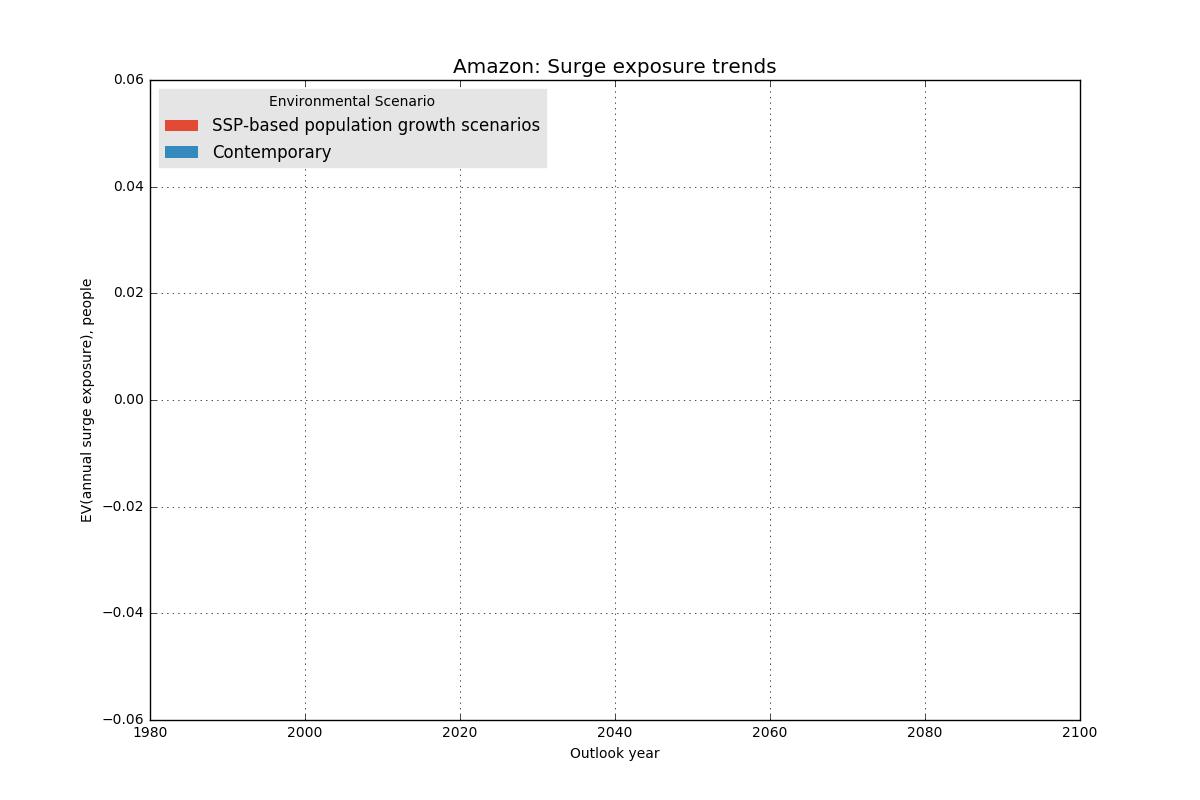 Amazon: Surge exposure trends
Environmental Scenario
SSP-based population growth scenarios
Contemporary
0.06
0.04
0.02
0.00
−0.02
−0.04
−0.06
EV(annual surge exposure), people
1980
2000
2020
2040
2060
2080
2100
Outlook year